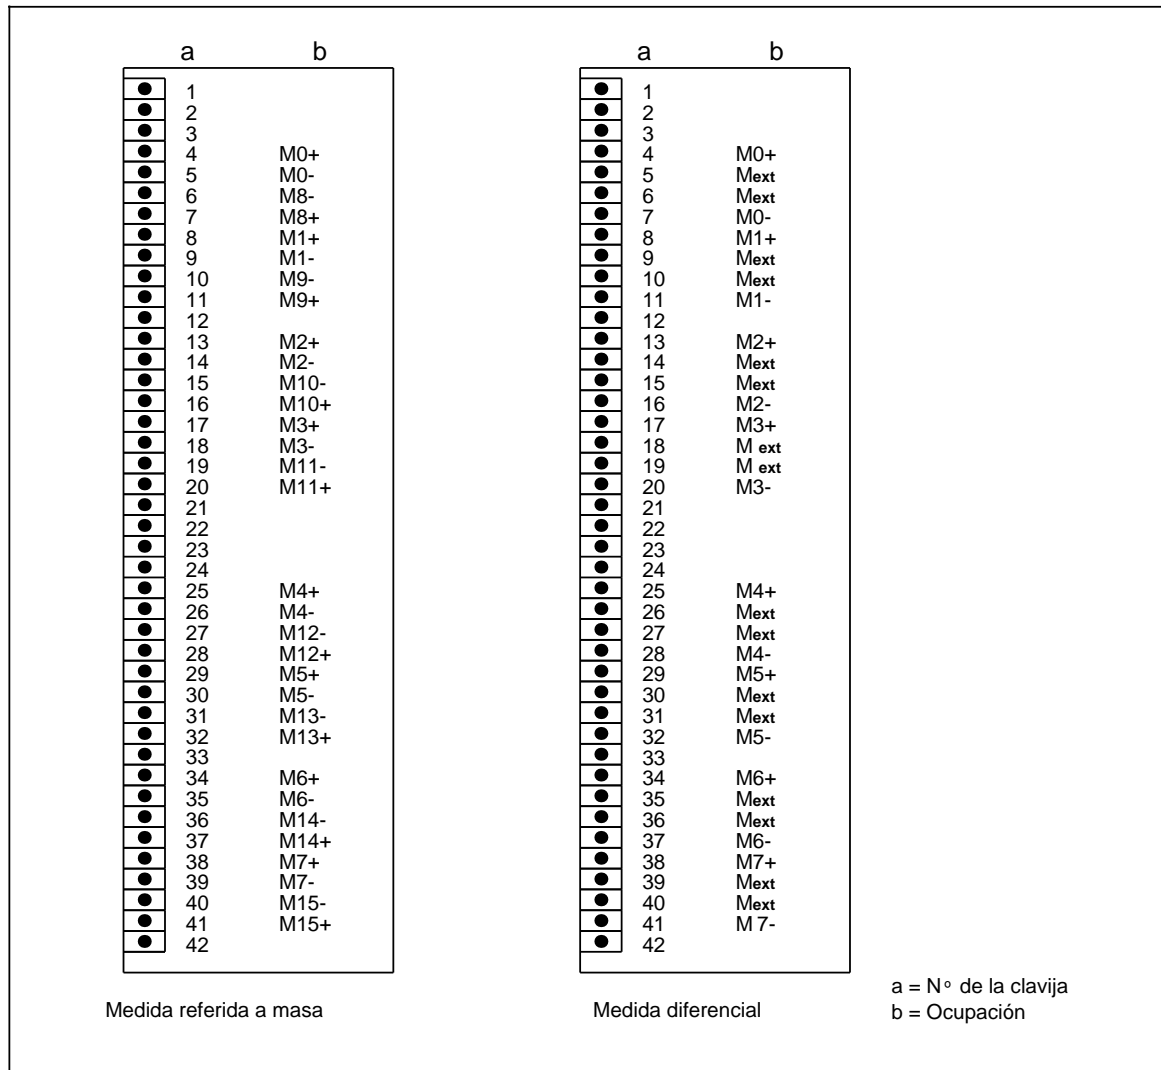 a b a b
1 1
2 2
3 3
4 M0+ 4 M0+
5 M0- 5 Mext
6 M8- 6 Mext
7 M8+ 7 M0-
8 M1+ 8 M1+
9 M1- 9 Mext
10 M9- 10 Mext
11 M9+ 11 M1-
12 12
13 M2+ 13 M2+
14 M2- 14 Mext
15 M10- 15 Mext
16 M10+ 16 M2-
17 M3+ 17 M3+
18 M3- 18 M ext
19 M11- 19 M ext
20 M11+ 20 M3-
21 21
22 22
23 23
24 24
25 M4+ 25 M4+
26 M4- 26 Mext
27 M12- 27 Mext
28 M12+ 28 M4-
29 M5+ 29 M5+
30 M5- 30 Mext
31 M13- 31 Mext
32 M13+ 32 M5-
33 33
34 M6+ 34 M6+
35 M6- 35 Mext
36 M14- 36 Mext
37 M14+ 37 M6-
38 M7+ 38 M7+
39 M7- 39 Mext
40 M15- 40 Mext
41 M15+ 41 M 7-
42 42
Medida referida a masa Medida diferencial
a = Nº de la clavija
b = Ocupación